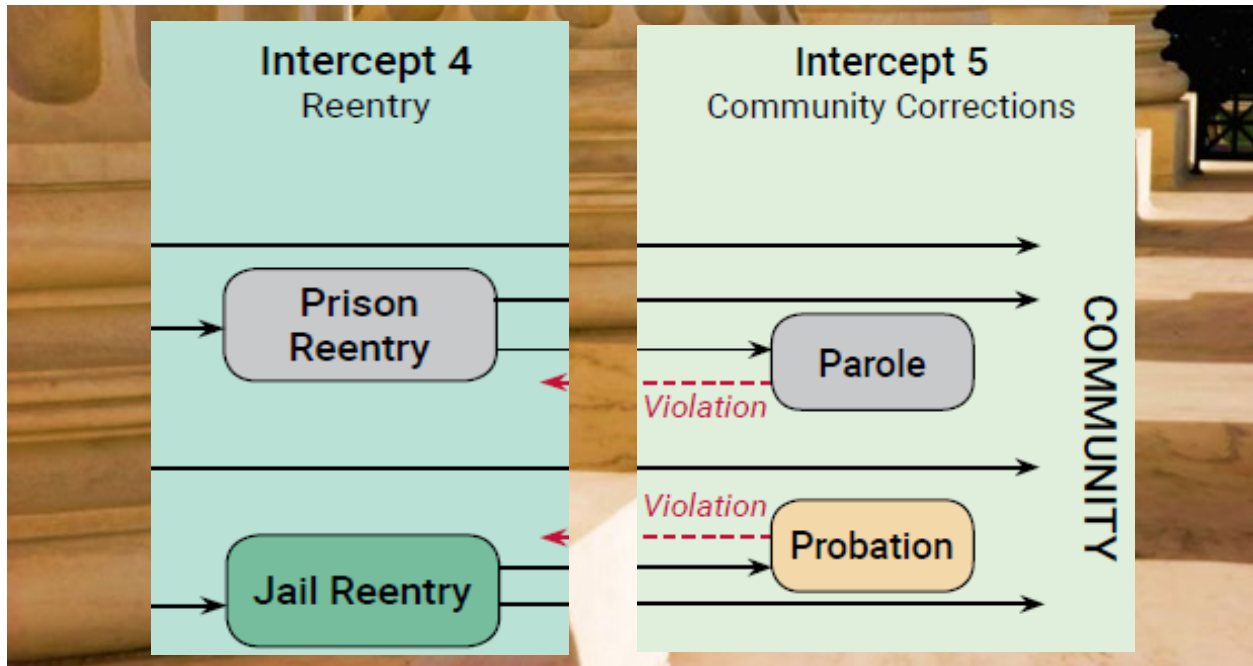 Intercept 4
Reentry
Prison
Reentry
Jail Reentry
Intercept 5
Community Corrections
Parole
Violation
Violation
Probation
COMMUNITY